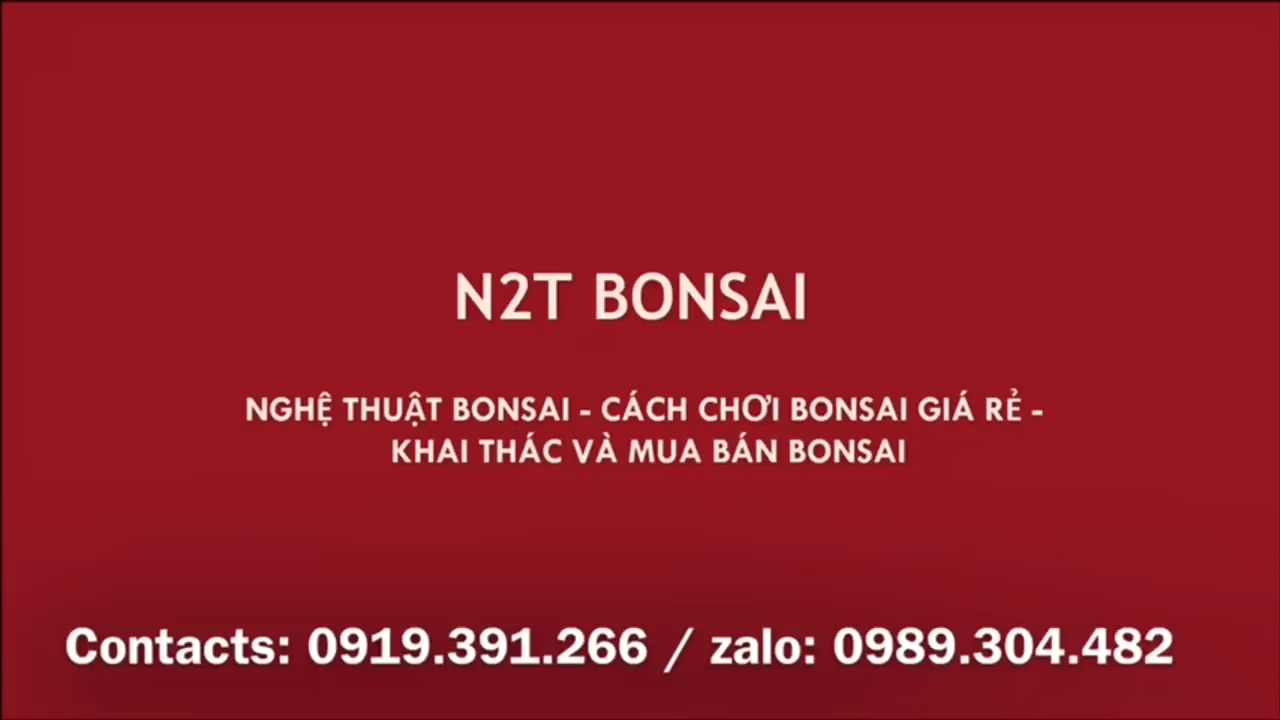 N2T BONSAI
NGHỆ THUẬT BONSAI - CÁCH CHƠI BONSAI GIÁ RẺ -
KHAI THÁC VÀ MUA BÁN BONSAI
Contacts: 0919.391.266 / zalo: 0989.304.482